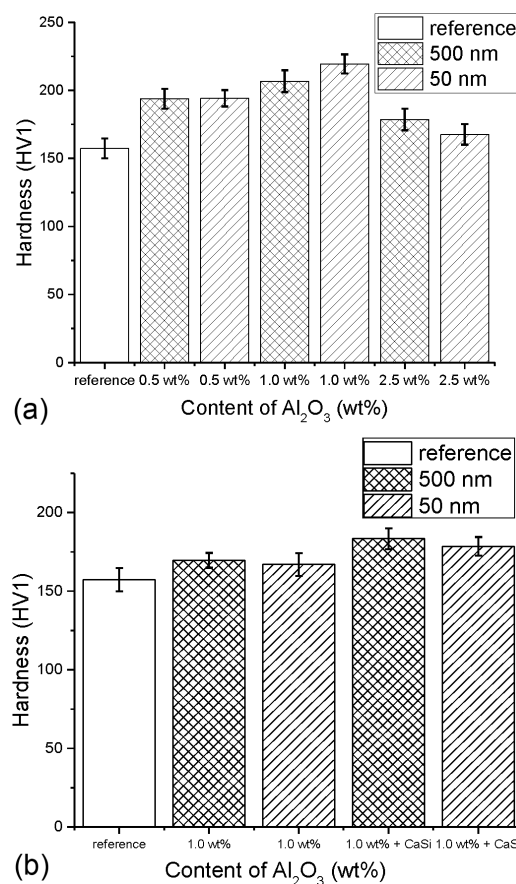 250
200
150
100
50
0
Hardness (HV1)
reference
500 nm
50 nm
reference 0.5 wt% 0.5 wt% 1.0 wt% 1.0 wt% 2.5 wt% 2.5 wt%
(a)
Content of Al₂O₃ (wt%)
reference
500 nm
50 nm
200
150
100
50
0
Hardness (HV1)
reference 1.0 wt% 1.0 wt% 1.0 wt% + CaSi 1.0 wt% + CaS
(b)
Content of Al₂O₃ (wt%)